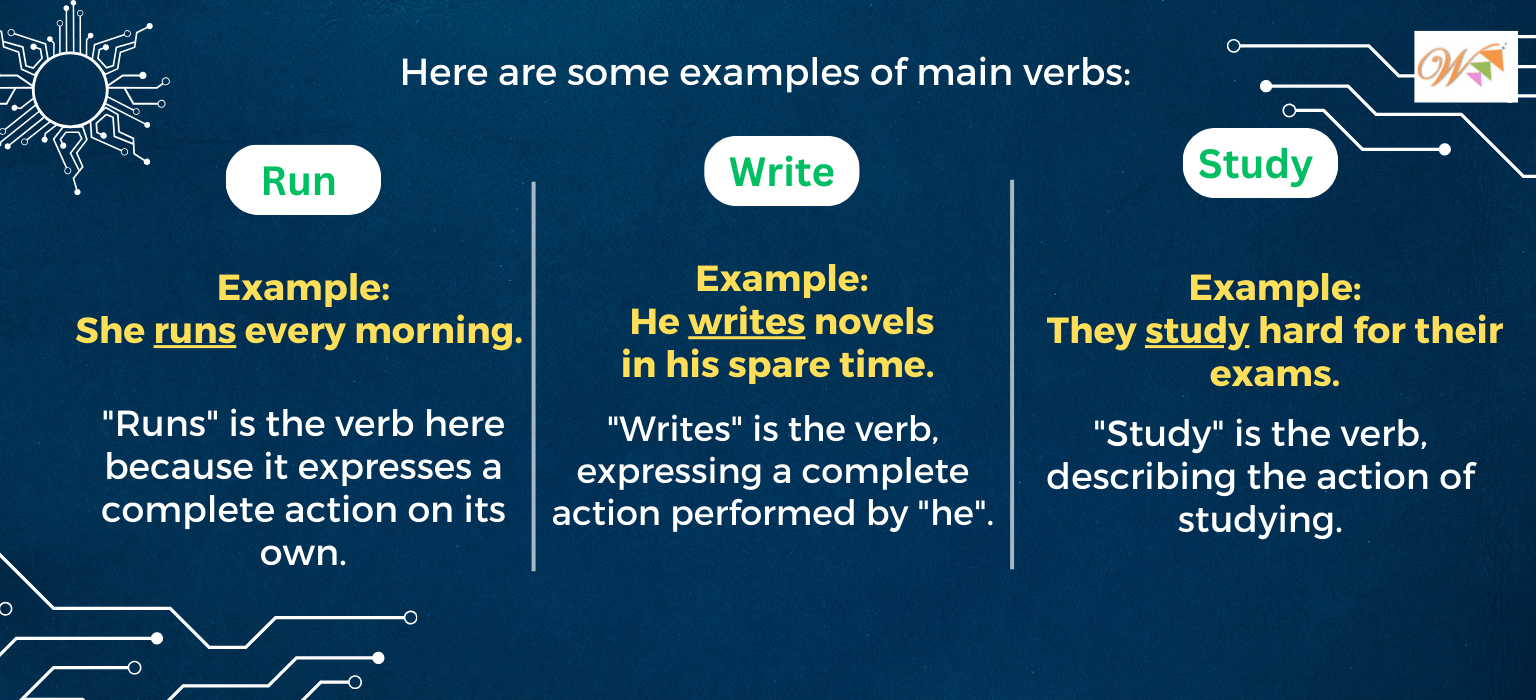 Here are some examples of main verbs:
Run
Example:
She runs every morning.
"Runs" is the verb here
because it expresses a
complete action on its
own.
Write
Example:
He writes novels
in his spare time.
"Writes" is the verb,
expressing a complete
action performed by "he".
Study
Example:
They study hard for their
exams.
"Study" is the verb,
describing the action of
studying.
W